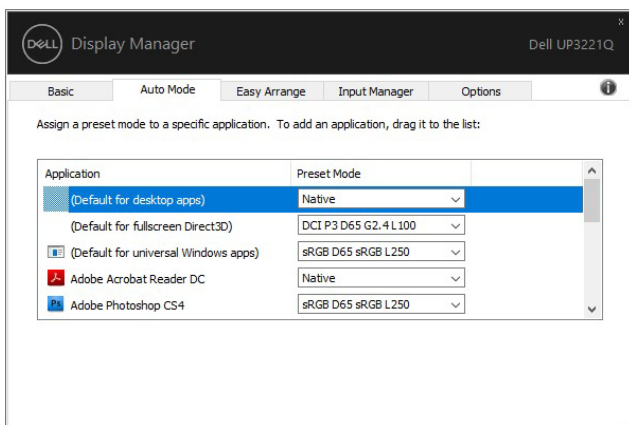 DELL Display Manager Dell UP3221Q x
Basic Auto Mode Easy Arrange Input Manager Options i
Assign a preset mode to a specific application. To add an application, drag it to the list:
Application Preset Mode
(Default for desktop apps) Native
(Default for fullscreen Direct3D) DCI P3 D65 G2.4 L100
(Default for universal Windows apps) sRGB D65 sRGB L250
Adobe Acrobat Reader DC Native
Ps Adobe Photoshop CS4 sRGB D65 sRGB L250